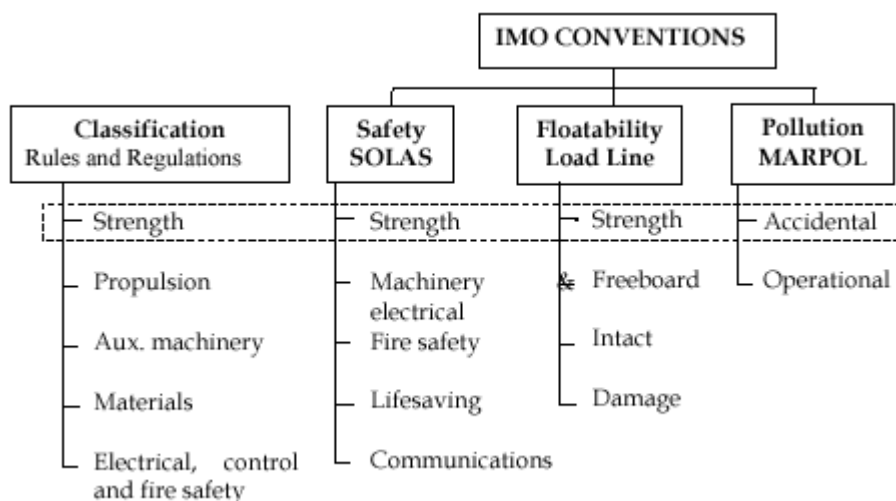 IMO CONVENTIONS
Classification
Rules and Regulations
Strength
Propulsion
Aux. machinery
Materials
Electrical, control
and fire safety
Safety
SOLAS
Strength
Machinery &
electrical
Fire safety
Lifesaving
Communications
Floatability
Load Line
Strength
Freeboard
Intact
Damage
Pollution
MARPOL
Accidental
Operational